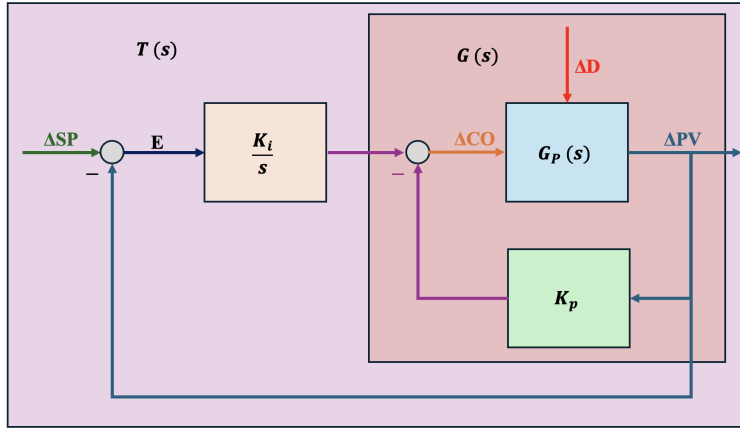 T (s)
G (s)
ΔD
ΔSP
E
K_i
s
ΔCO
G_P (s)
ΔPV
−
−
K_p